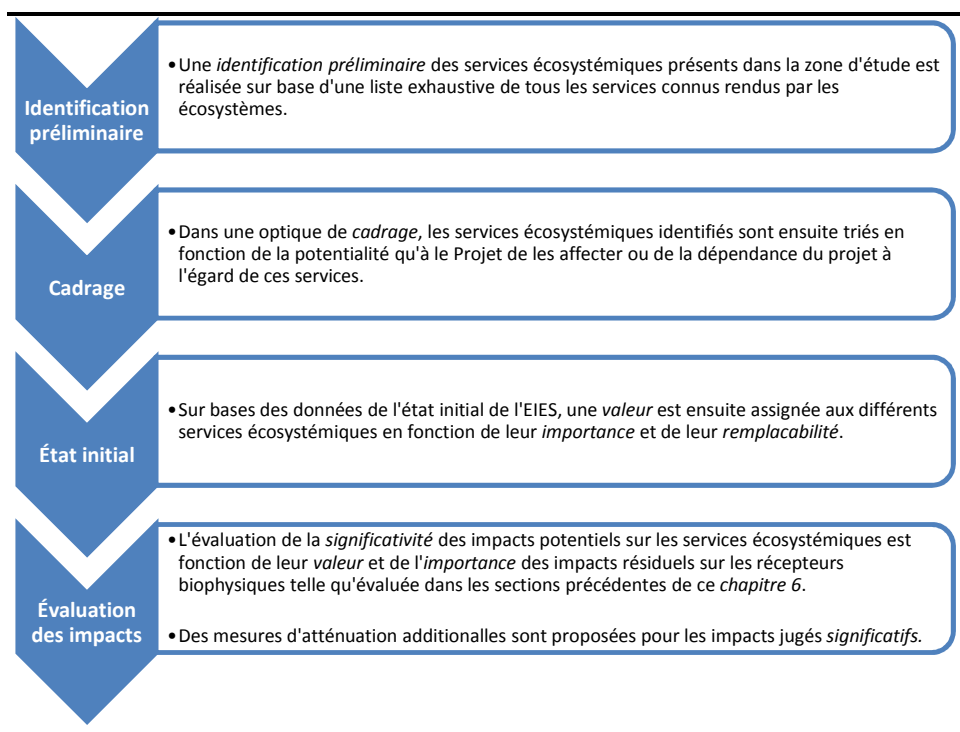 Identification
préliminaire
•Une identification préliminaire des services écosystémiques présents dans la zone d'étude est
réalisée sur base d'une liste exhaustive de tous les services connus rendus par les
écosystèmes.
Cadrage
•Dans une optique de cadrage, les services écosystémiques identifiés sont ensuite triés en
fonction de la potentialité qu'à le Projet de les affecter ou de la dépendance du projet à
l'égard de ces services.
État initial
•Sur bases des données de l'état initial de l'EIES, une valeur est ensuite assignée aux différents
services écosystémiques en fonction de leur importance et de leur remplacabilité.
Évaluation
des impacts
•L'évaluation de la significativité des impacts potentiels sur les services écosystémiques est
fonction de leur valeur et de l'importance des impacts résiduels sur les récepteurs
biophysiques telle qu'évaluée dans les sections précédentes de ce chapitre 6.
•Des mesures d'atténuation additionalles sont proposées pour les impacts jugés significatifs.